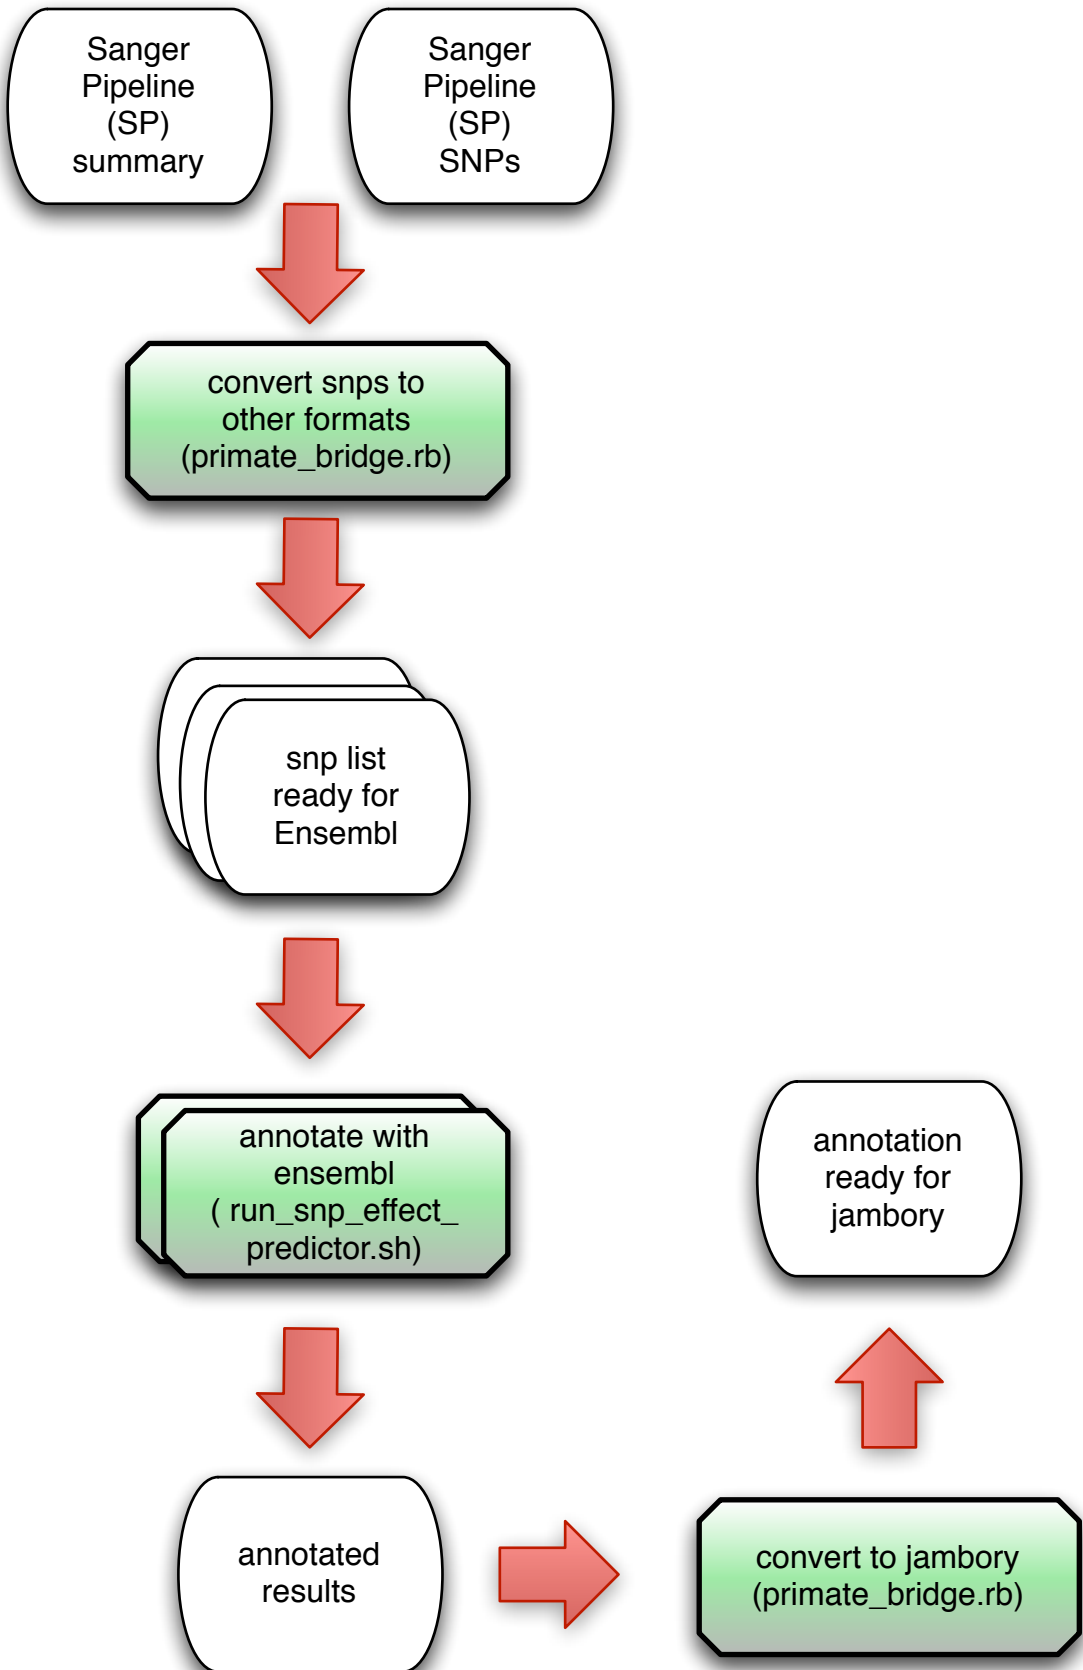 Sanger
Pipeline
(SP)
summary
Sanger
Pipeline
(SP)
SNPs
convert snps to
other formats
(primate_bridge.rb)
snp list
ready for
Ensembl
annotate with
ensembl
( run_snp_effect_
predictor.sh)
annotation
ready for
jambory
annotated
results
convert to jambory
(primate_bridge.rb)